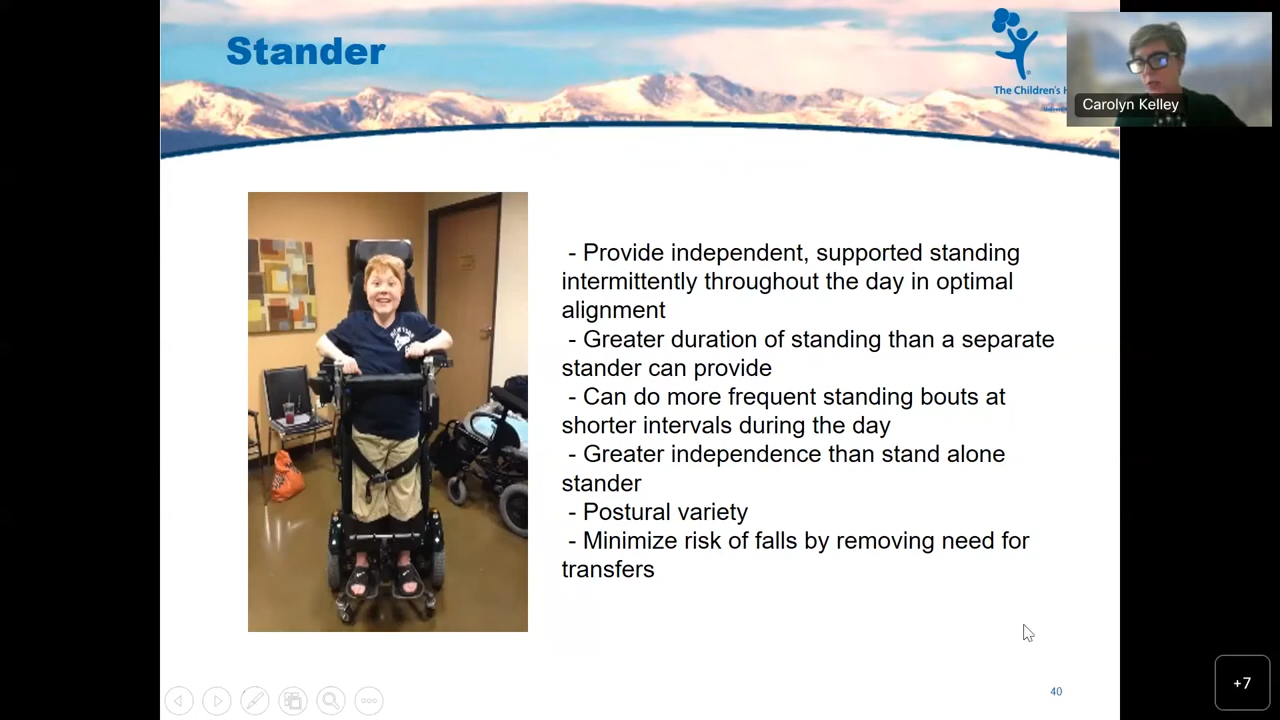 Stander
The Children's H
Carolyn Kelley
- Provide independent, supported standing
intermittently throughout the day in optimal
alignment
- Greater duration of standing than a separate
stander can provide
- Can do more frequent standing bouts at
shorter intervals during the day
- Greater independence than stand alone
stander
- Postural variety
- Minimize risk of falls by removing need for
transfers
40
+7